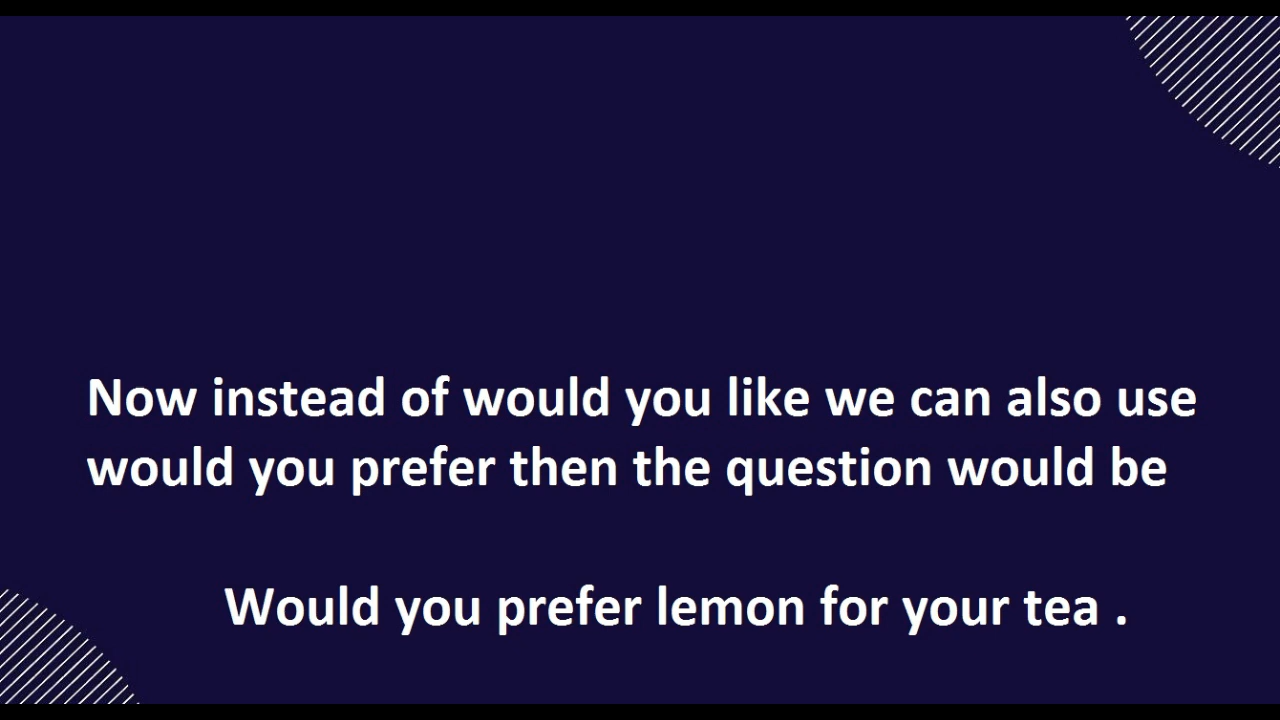 Now instead of would you like we can also use
would you prefer then the question would be
Would you prefer lemon for your tea .